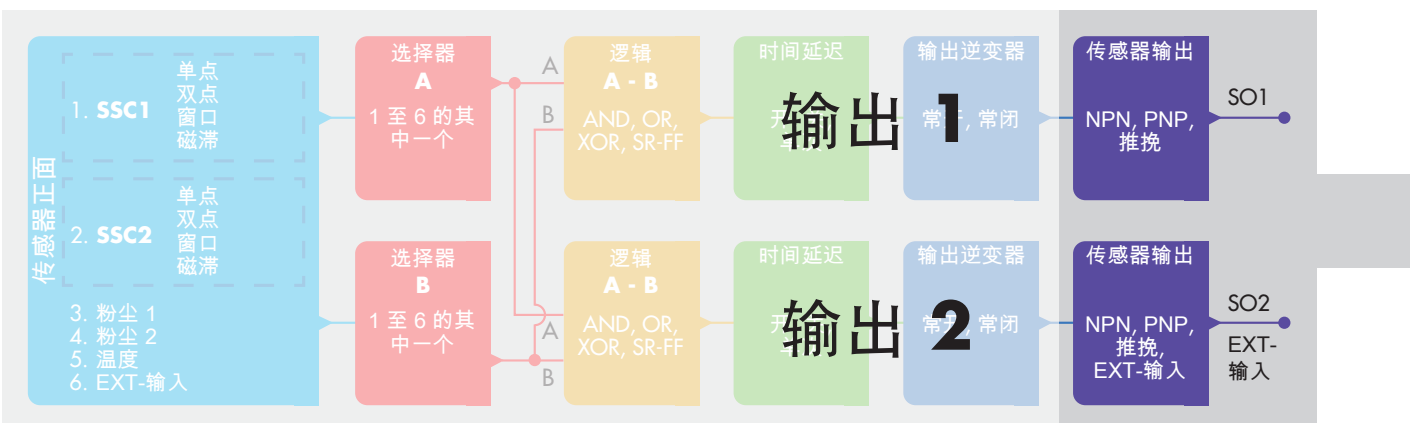 传感器正面
1. SSC1
单点
双点
窗口
磁滞
2. SSC2
单点
双点
窗口
磁滞
3. 粉尘 1
4. 粉尘 2
5. 温度
6. EXT-输入
选择器
A
1 至 6 的其
中一个
选择器
B
1 至 6 的其
中一个
A
B
逻辑
A - B
AND, OR,
XOR, SR-FF
时间延迟
输出 1
输出逆变器
常开, 常闭
传感器输出
NPN, PNP,
推挽
SO1
A
B
逻辑
A - B
AND, OR,
XOR, SR-FF
时间延迟
输出 2
输出逆变器
常开, 常闭
传感器输出
NPN, PNP,
推挽,
EXT-输入
SO2
EXT-
输入